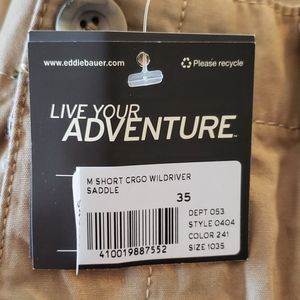 www.eddiebauer.com
Please recycle
LIVE YOUR
ADVENTURE™
M SHORT CRGO WILDRIVER
SADDLE
35
DEPT 053
STYLE 0404
COLOR 241
SIZE 1035
410019887552